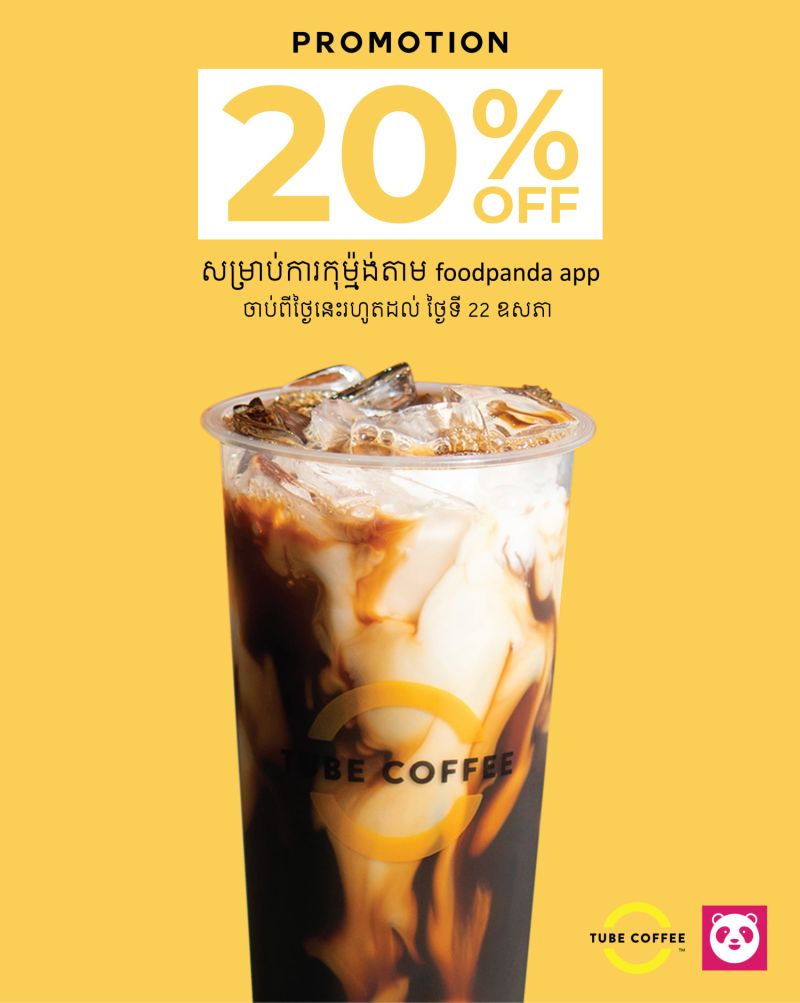 PROMOTION
20%
OFF
សម្រាប់ការកុម្ម៉ង់តាម foodpanda app
ចាប់ពីថ្ងៃនេះរហូតដល់ ថ្ងៃទី 22 ឧសភា
TUBE COFFEE
TUBE COFFEE
TM